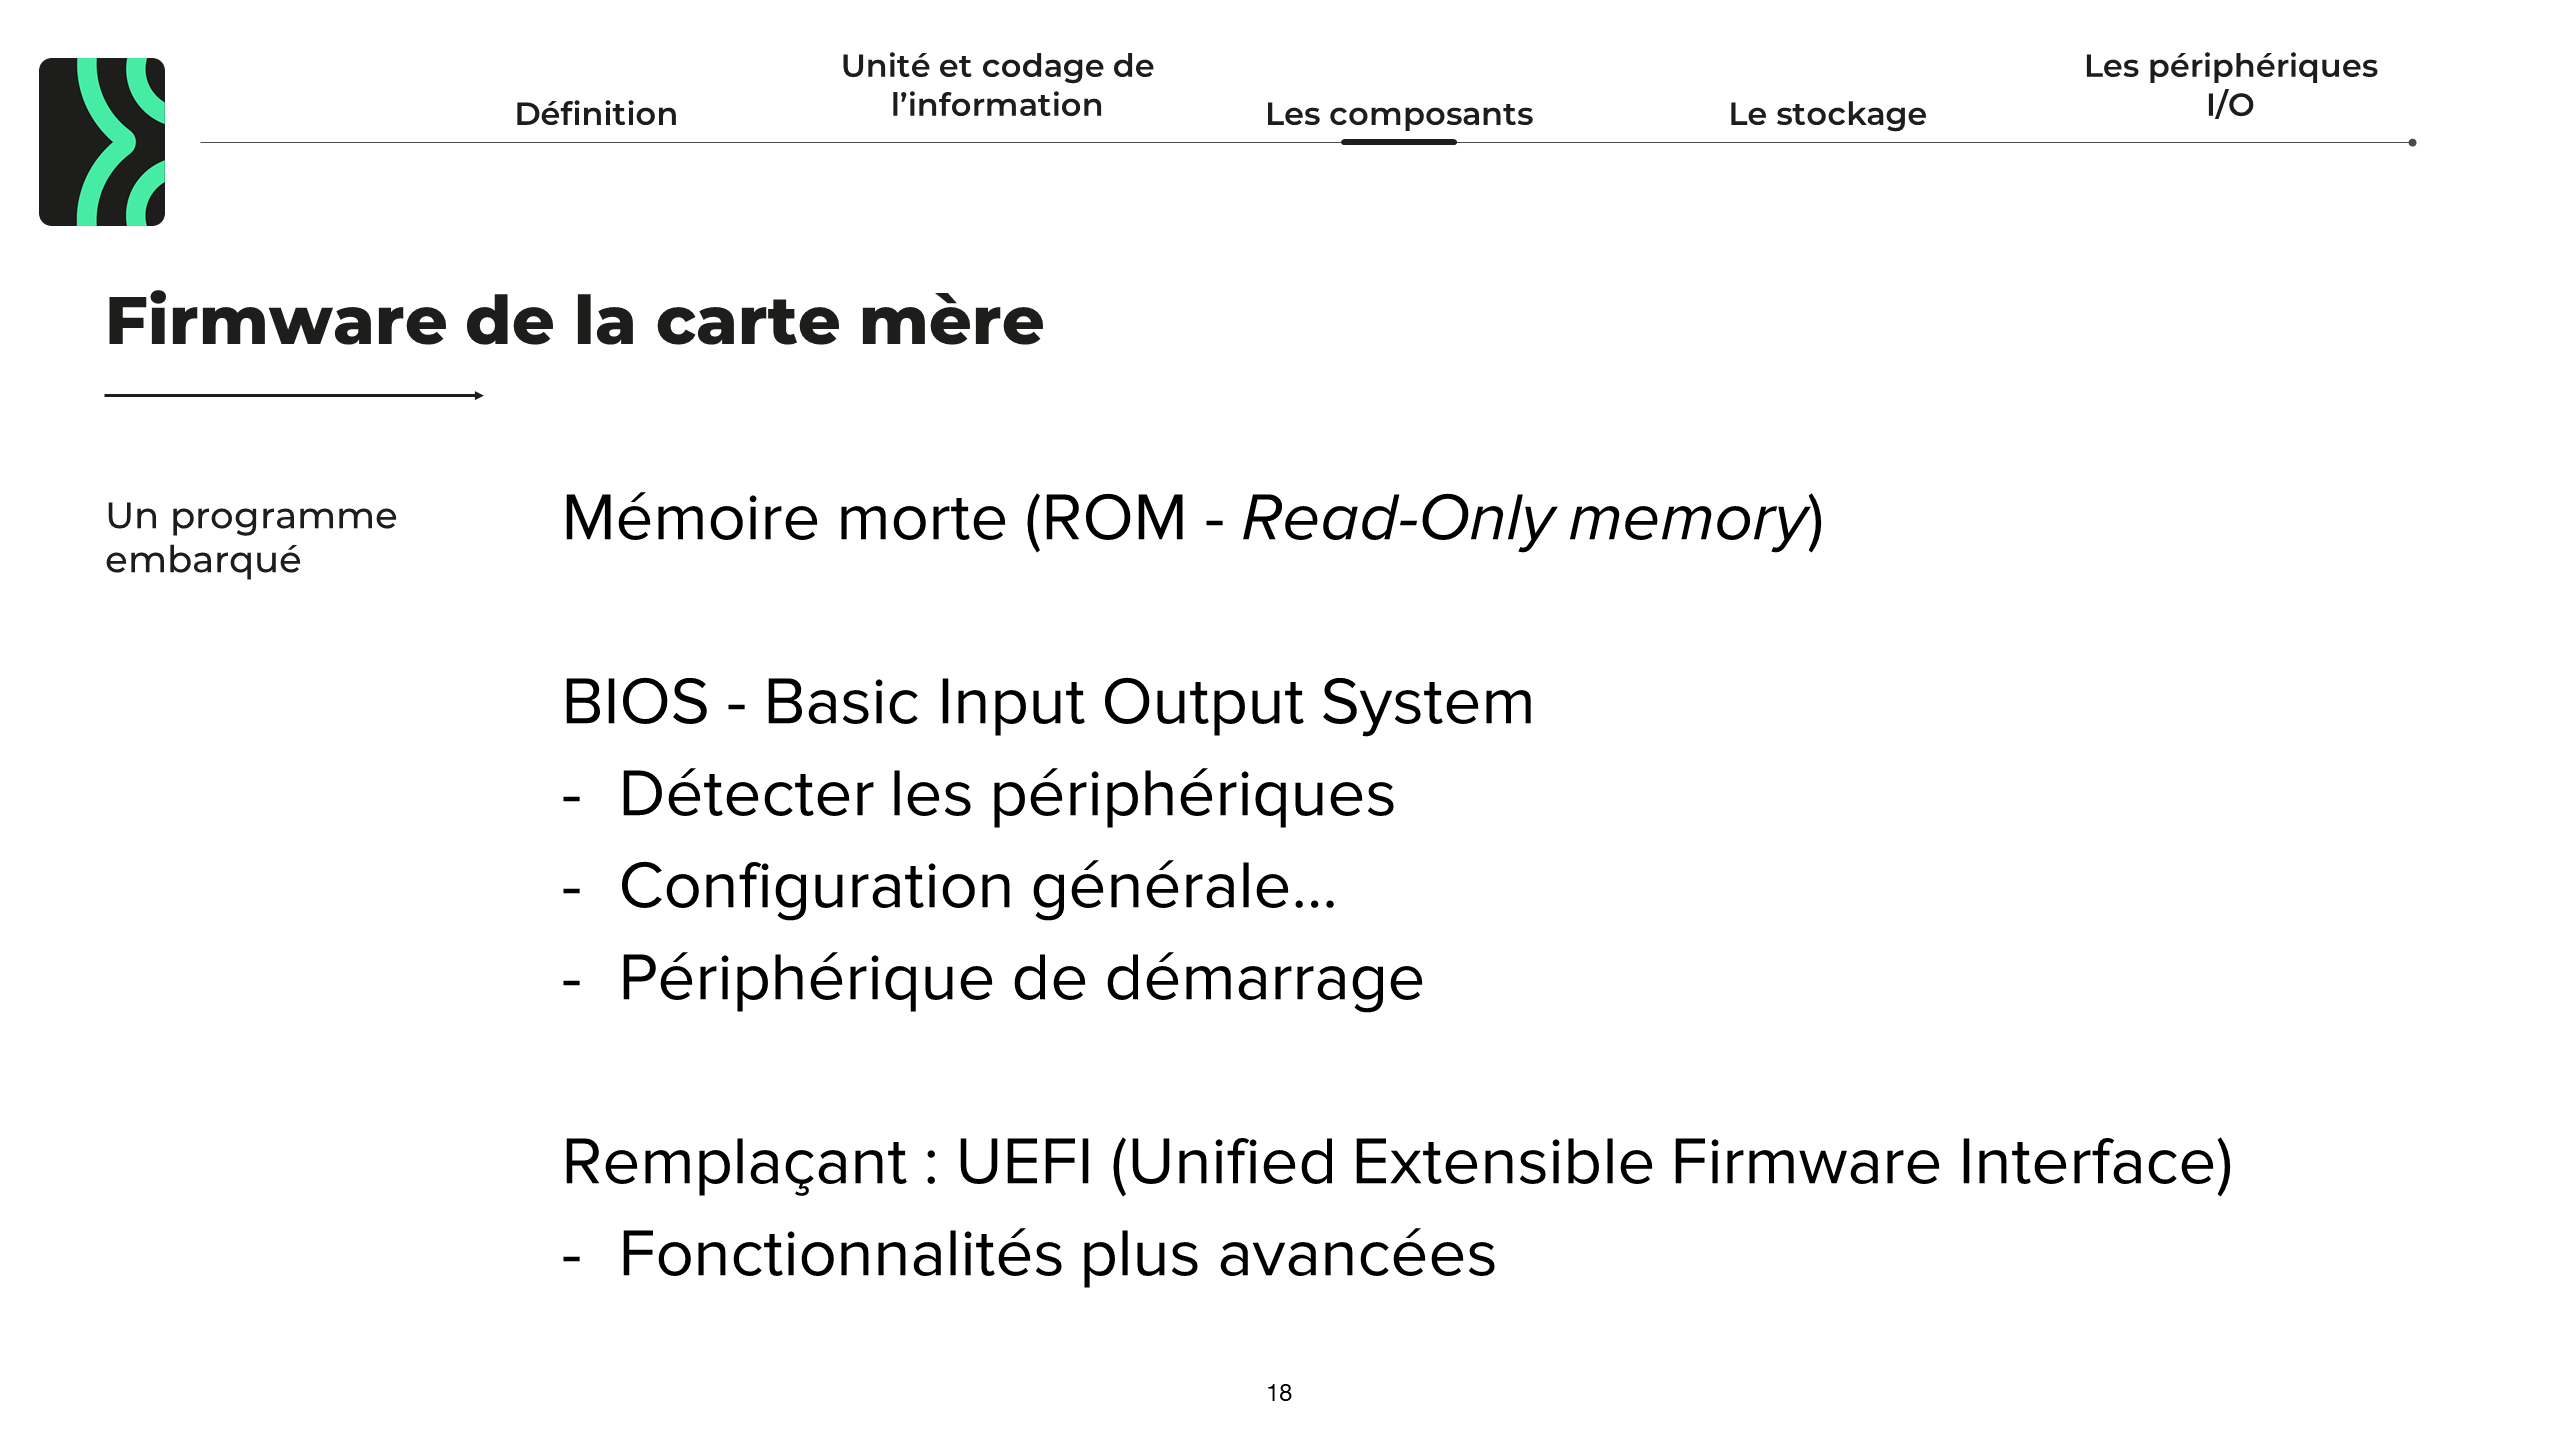 Définition
Unité et codage de
l’information
Les composants
Le stockage
Les périphériques
I/O
Firmware de la carte mère
Un programme
embarqué
Mémoire morte (ROM - Read-Only memory)
BIOS - Basic Input Output System
- Détecter les périphériques
- Configuration générale...
- Périphérique de démarrage
Remplaçant : UEFI (Unified Extensible Firmware Interface)
- Fonctionnalités plus avancées
18